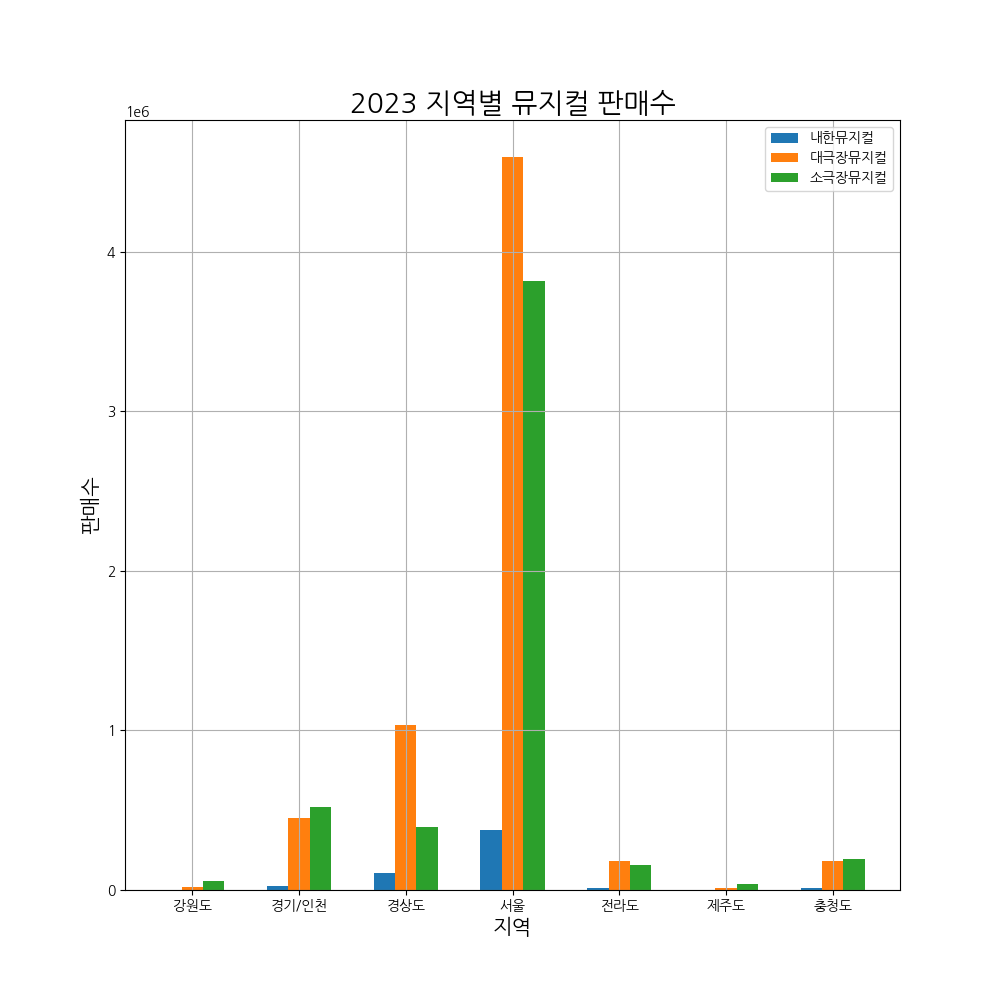 2023 지역별 뮤지컬 판매수
1e6
내한뮤지컬
대극장뮤지컬
소극장뮤지컬
4
3
2
1
0
판매수
강원도 경기/인천 경상도 서울 전라도 제주도 충청도
지역